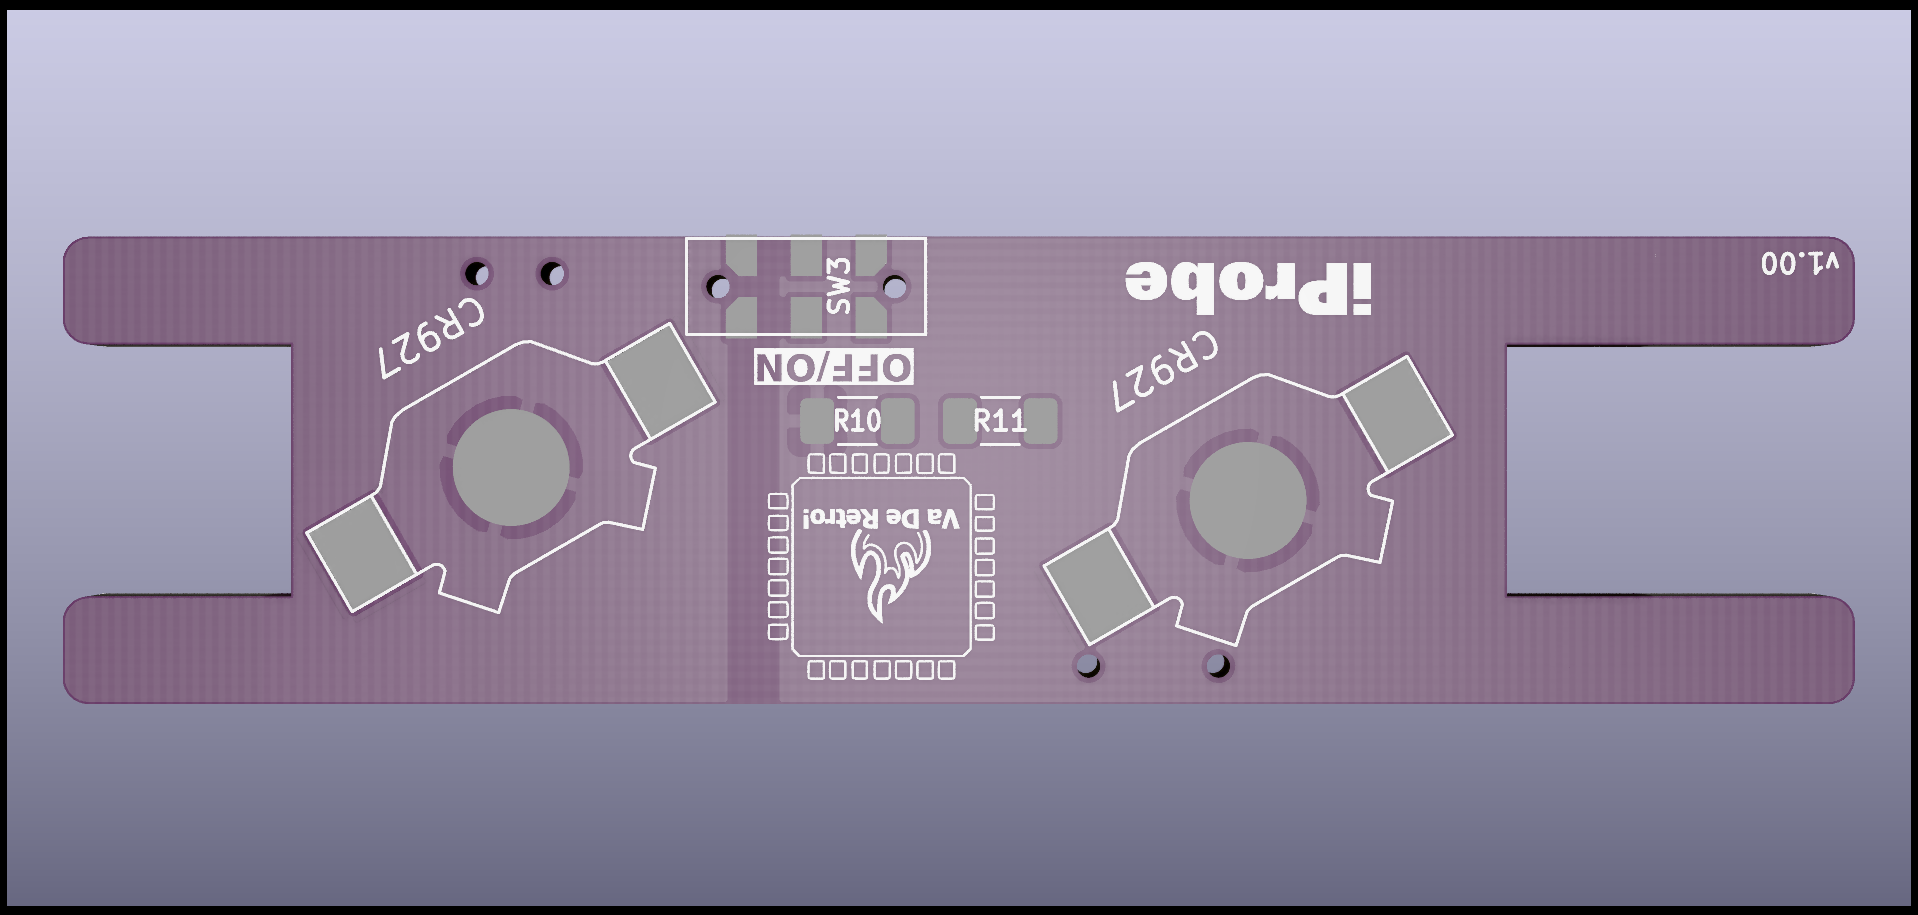 v1.00
iProbe
SW3
CR927
CR927
OFF/ON
R10
R11
Va De Retro!